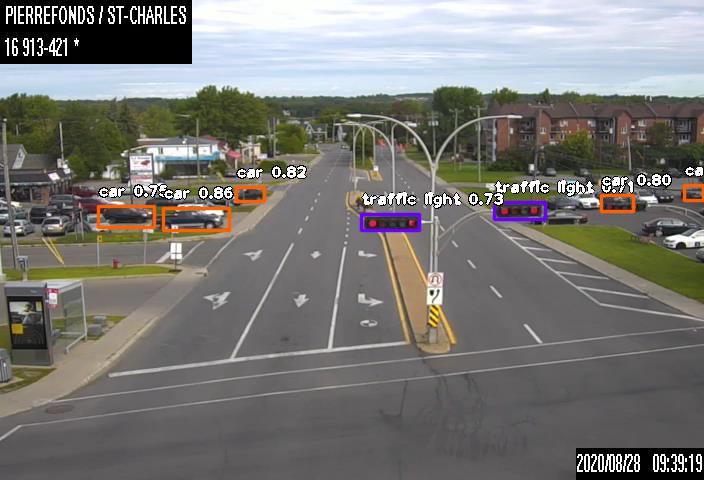 PIERREFONDS / ST-CHARLES
16 913-421 *
car 0.82
car 0.86
traffic light 0.73
car 0.80
ca
2020/08/28 09:39:19